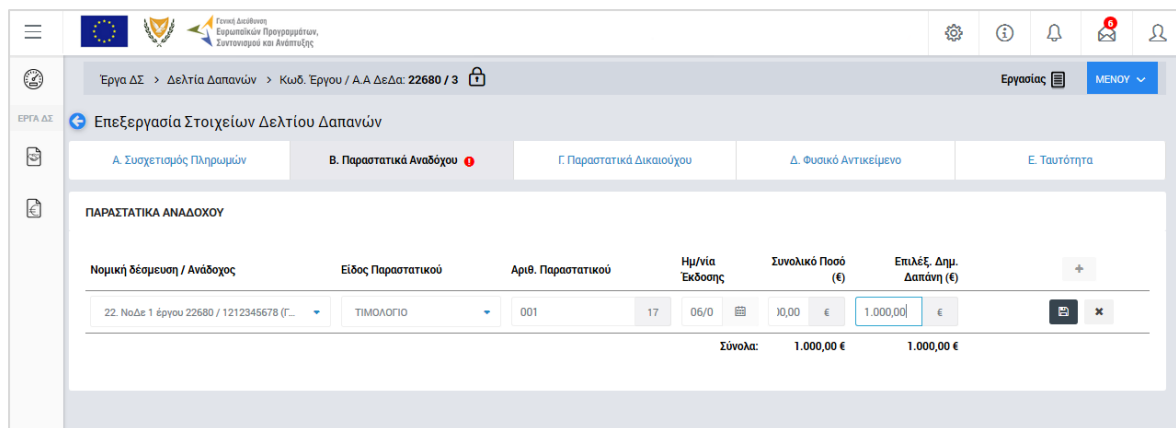 Γενική Διεύθυνση
Ευρωπαϊκών Προγραμμάτων,
Συντονισμού και Ανάπτυξης
6
Έργα ΔΣ > Δελτία Δαπανών > Κωδ. Έργου / Α.Α ΔεΔα: 22680 / 3
Εργασίας
ΜΕΝΟΥ
ΕΡΓΑ ΔΣ
Επεξεργασία Στοιχείων Δελτίου Δαπανών
Α. Συσχετισμός Πληρωμών
Β. Παραστατικά Αναδόχου
Γ. Παραστατικά Δικαιούχου
Δ. Φυσικό Αντικείμενο
Ε. Ταυτότητα
ΠΑΡΑΣΤΑΤΙΚΑ ΑΝΑΔΟΧΟΥ
Νομική δέσμευση / Ανάδοχος
Είδος Παραστατικού
Αριθ. Παραστατικού
Ημ/νία
Έκδοσης
Συνολικό Ποσό
(€)
Επιλέξ. Δημ.
Δαπάνη (€)
+
22. ΝοΔε 1 έργου 22680 / 1212345678 (Γ...
ΤΙΜΟΛΟΓΙΟ
001
17
06/0
00,00 €
1.000,00 €
Σύνολα: 1.000,00 € 1.000,00 €